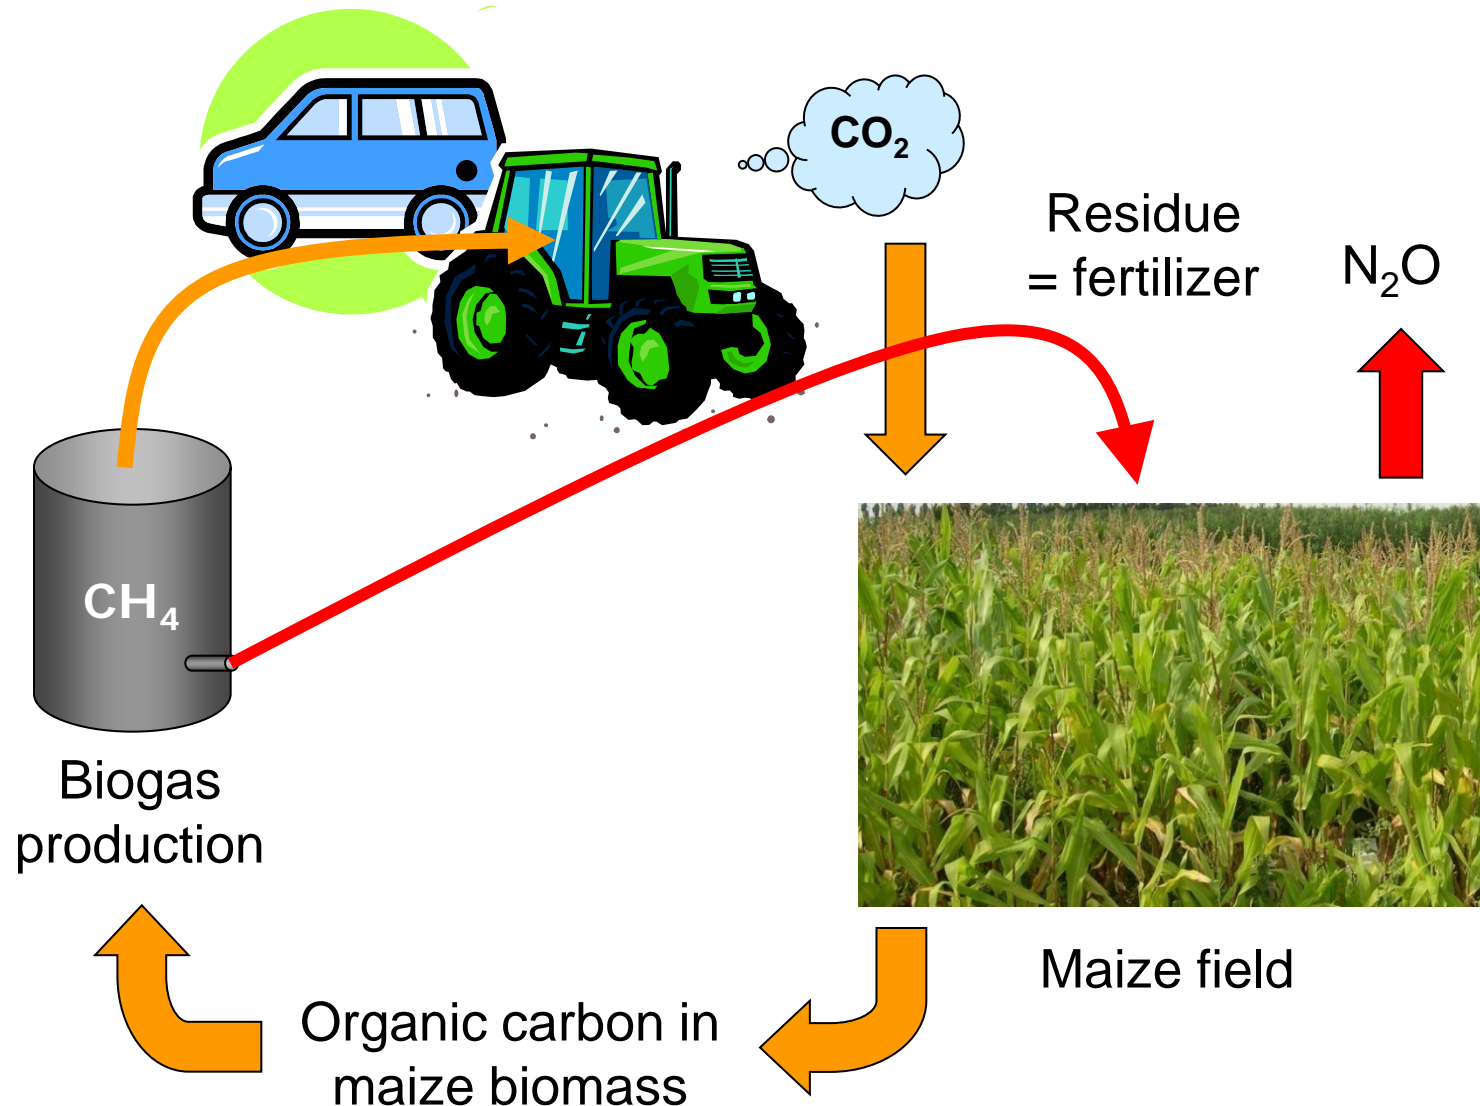 CO₂
Residue
= fertilizer
N₂O
CH₄
Biogas
production
Maize field
Organic carbon in
maize biomass